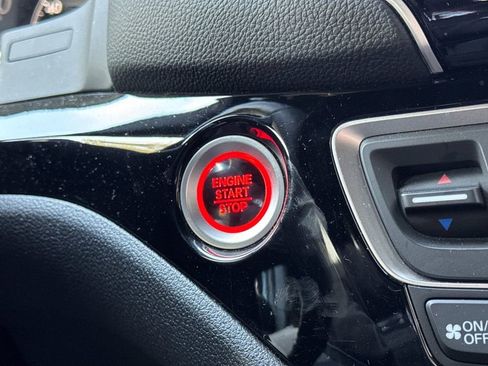 ENGINE
START
STOP
ON/
OFF